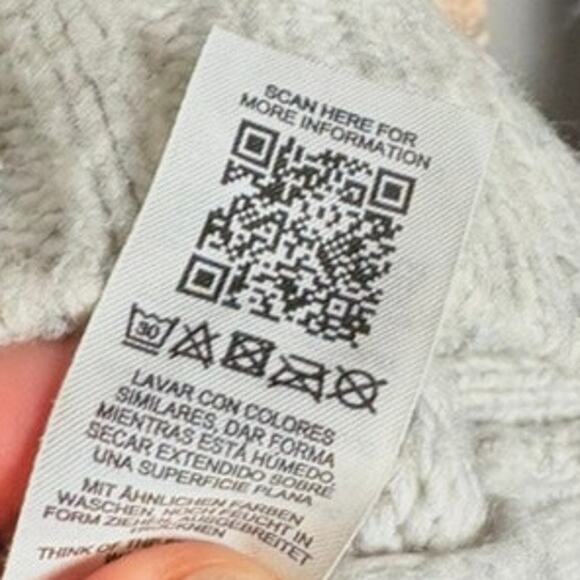 SCAN HERE FOR
MORE INFORMATION
30
LAVAR CON COLORES
SIMILARES, DAR FORMA
MIENTRAS ESTÁ HÚMEDO.
SECAR EXTENDIDO SOBRE
UNA SUPERFICIE PLANA
MIT ÄHNLICHEN FARBEN
WASCHEN, NOCH FEUCHT IN
FORM ZIEHEN, AUSGEBREITET
THINK OF